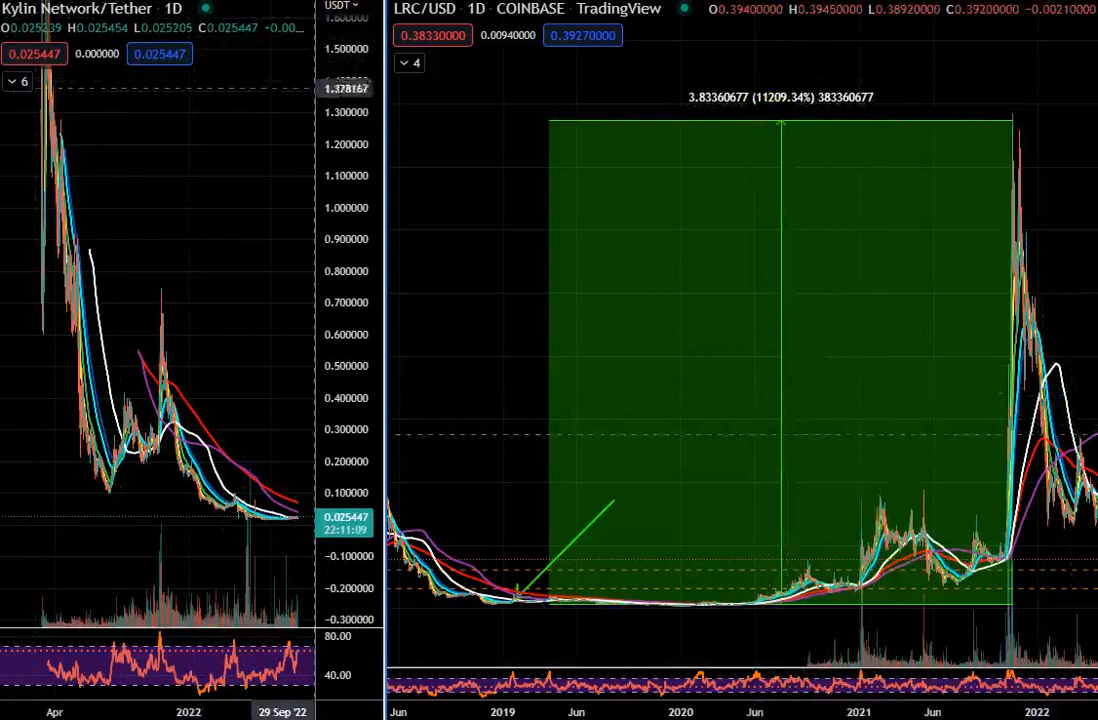 Kylin Network/Tether · 1D
O0.025239 H0.025454 L0.025205 C0.025447 -0.00...
0.025447 0.000000 0.025447
6
USDT
1.600000
1.500000
1.378167
1.300000
1.200000
1.100000
1.000000
0.900000
0.800000
0.700000
0.600000
0.500000
0.400000
0.300000
0.200000
0.100000
0.025447
22:11:09
-0.100000
-0.200000
-0.300000
80.00
40.00
Apr 2022 29 Sep '22
LRC/USD · 1D · COINBASE · TradingView
O0.39400000 H0.39450000 L0.38920000 C0.39200000 -0.00210000
0.38330000 0.00940000 0.39270000
4
3.83360677 (11209.34%) 383360677
Jun 2019 Jun 2020 Jun 2021 Jun 2022